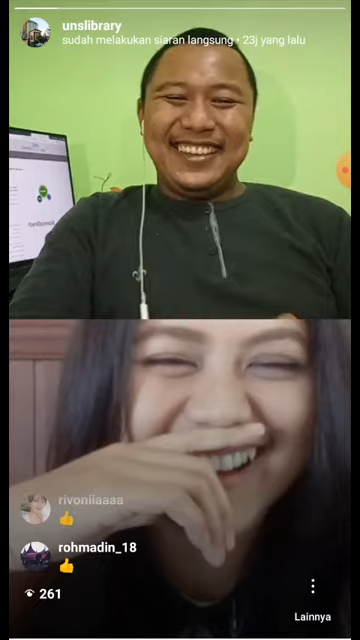 unslibrary
sudah melakukan siaran langsung • 23j yang lalu
rivoniiaaaa
rohmadin_18
261
Lainnya